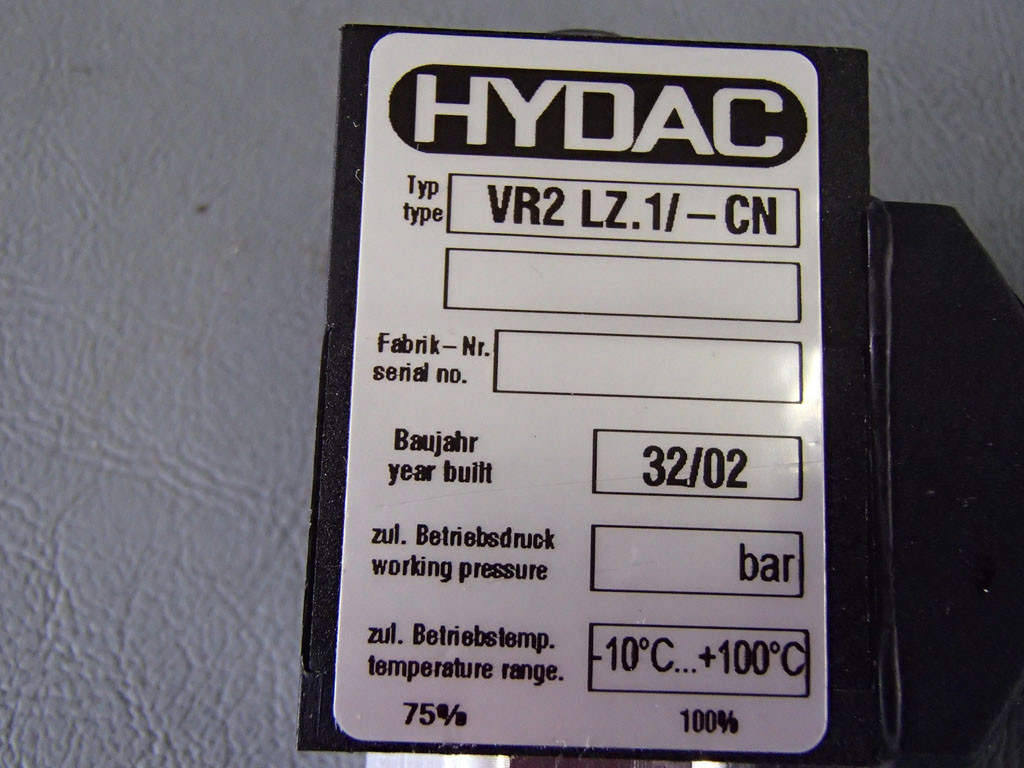 HYDAC
Typ
type
VR2 LZ.1/-CN
Fabrik-Nr.
serial no.
Baujahr
year built
32/02
zul. Betriebsdruck
working pressure
bar
zul. Betriebstemp.
temperature range.
-10°C...+100°C
75%
100%